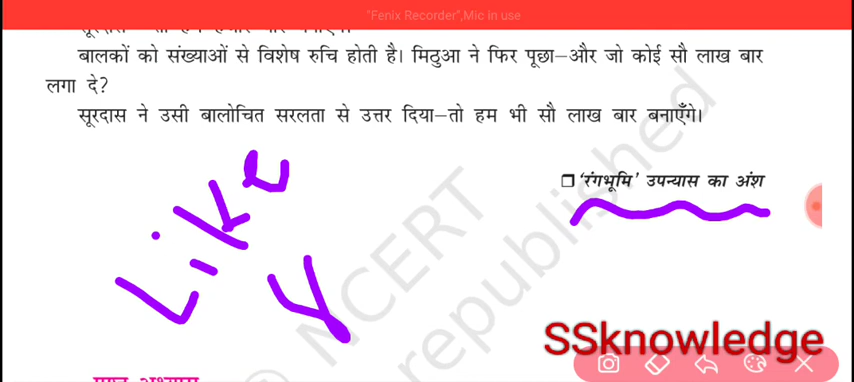 "Fenix Recorder",Mic in use
बालकों को संख्याओं से विशेष रुचि होती है। मिठुआ ने फिर पूछा—और जो कोई सौ लाख बार
लगा दे?
सूरदास ने उसी बालोचित सरलता से उत्तर दिया—तो हम भी सौ लाख बार बनाएँगे।
❒ 'रंगभूमि' उपन्यास का अंश
Like
y
© NCERT
republished
SSknowledge